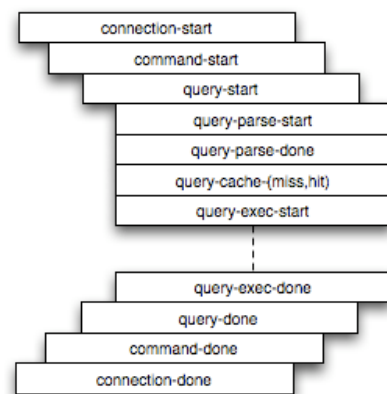 connection-start
command-start
query-start
query-parse-start
query-parse-done
query-cache-{miss,hit)
query-exec-start
query-exec-done
query-done
command-done
connection-done